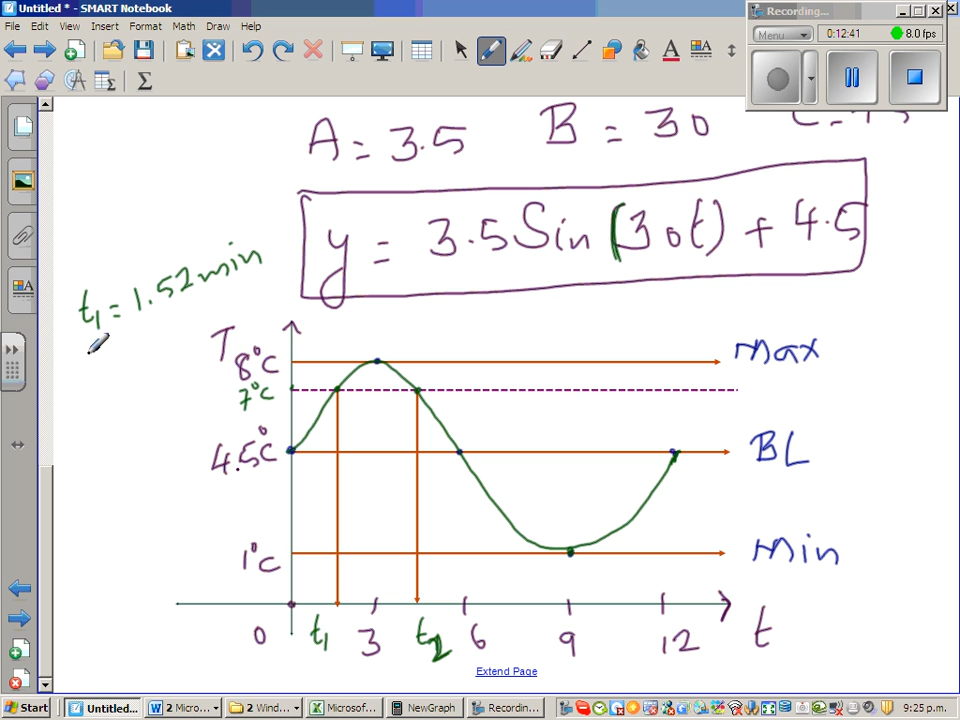 Untitled * - SMART Notebook
File Edit View Insert Format Math Draw Help
Recording...
Menu 0:12:41 8.0 fps
A = 3.5 B = 30
y = 3.5 Sin (30t) + 4.5
t1 = 1.52 min
T
8°C Max
7°C
4.5°C BL
1°C Min
0 t1 3 t2 6 9 12 t
Extend Page
Start Untitled... 2 Micro... 2 Wind... Microsof... NewGraph Recordin... 9:25 p.m.